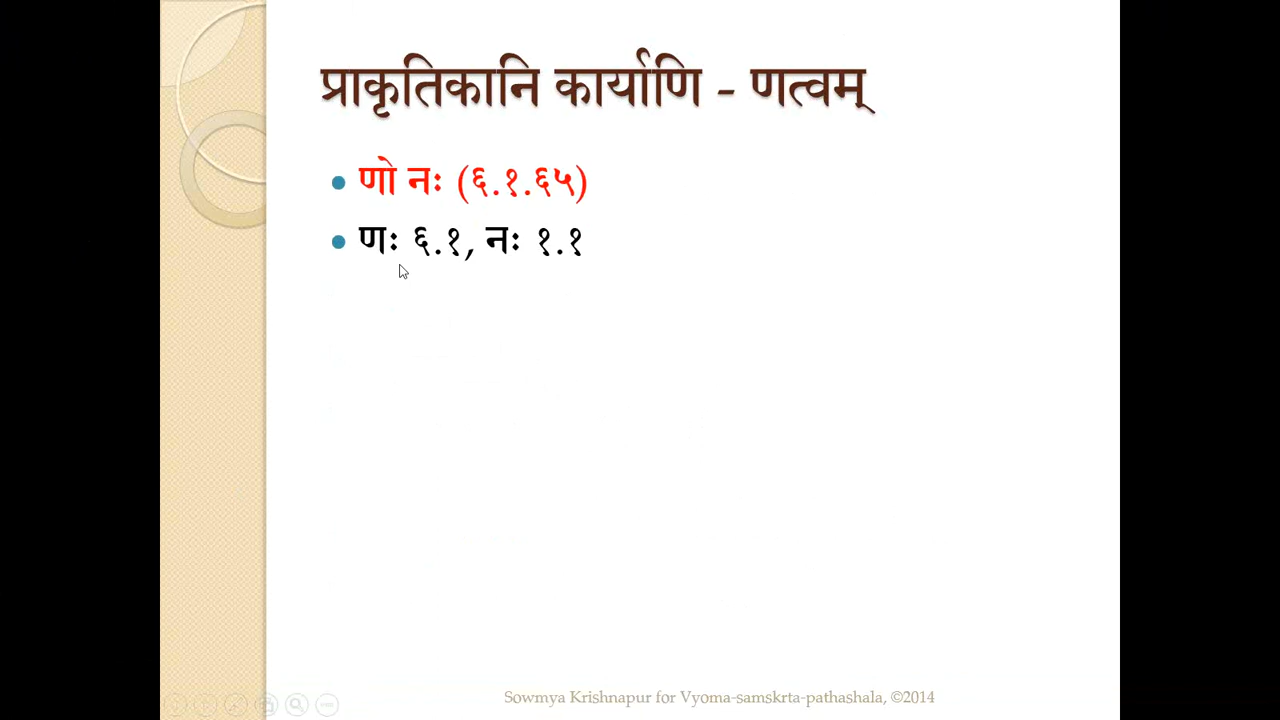 प्राकृतिकानि कार्याणि - णत्वम्
णो नः (६.१.६५)
णः ६.१, नः १.१
Sowmya Krishnapur for Vyoma-samskrta-pathashala, ©2014